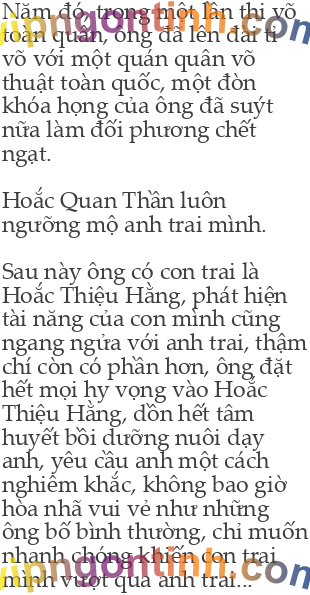 Năm đó, trong một lần thi võ
toàn quân, ông đã lên đài tỉ
võ với một quán quân võ
thuật toàn quốc, một đòn
khóa họng của ông đã suýt
nữa làm đối phương chết
ngạt.
Hoắc Quan Thần luôn
ngưỡng mộ anh trai mình.
Sau này ông có con trai là
Hoắc Thiệu Hằng, phát hiện
tài năng của con mình cũng
ngang ngửa với anh trai, thậm
chí còn có phần hơn, ông đặt
hết mọi hy vọng vào Hoắc
Thiệu Hằng, dồn hết tâm
huyết bồi dưỡng nuôi dạy
anh, yêu cầu anh một cách
nghiêm khắc, không bao giờ
hòa nhã vui vẻ như những
ông bố bình thường, chỉ muốn
nhanh chóng khiến con trai
mình vượt qua anh trai...
vipngontinh.com
vipngontinh.com